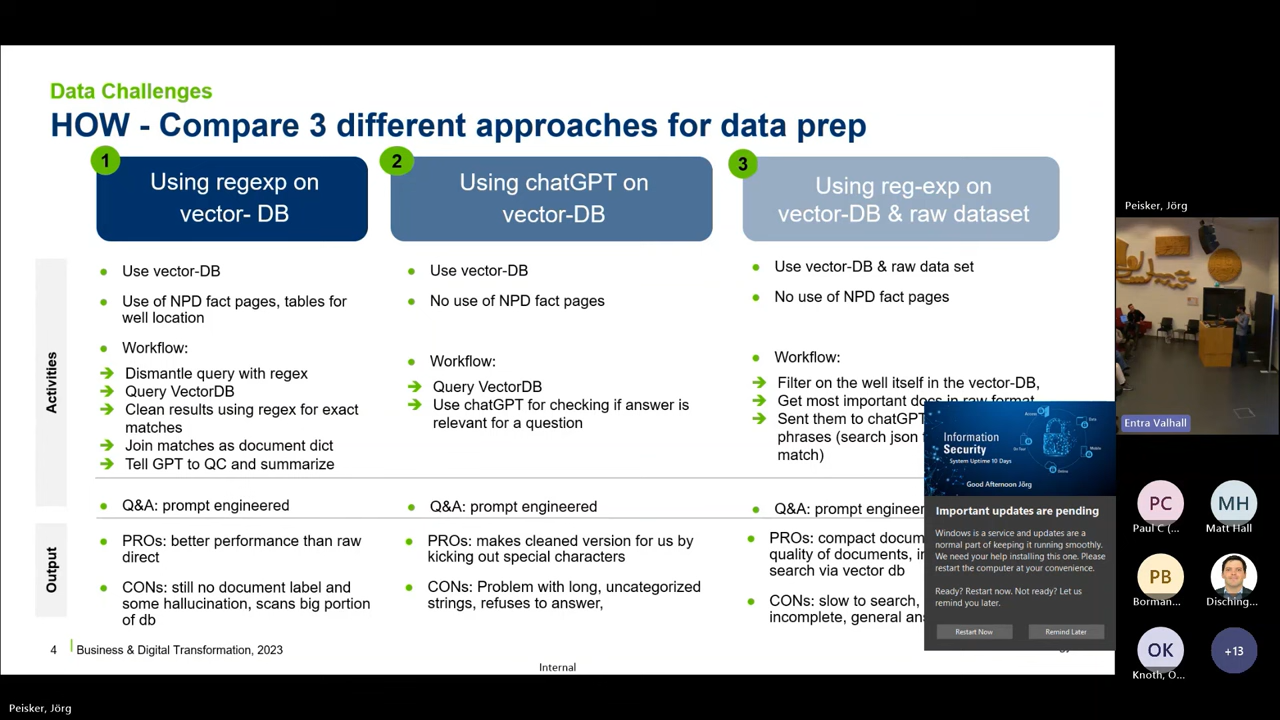 Data Challenges
HOW - Compare 3 different approaches for data prep
1
Using regexp on
vector- DB
2
Using chatGPT on
vector-DB
3
Using reg-exp on
vector-DB & raw dataset
Activities
Use vector-DB
Use of NPD fact pages, tables for
well location
Workflow:
Dismantle query with regex
Query VectorDB
Clean results using regex for exact
matches
Join matches as document dict
Tell GPT to QC and summarize
Q&A: prompt engineered
Use vector-DB
No use of NPD fact pages
Workflow:
Query VectorDB
Use chatGPT for checking if answer is
relevant for a question
Q&A: prompt engineered
Use vector-DB & raw data set
No use of NPD fact pages
Workflow:
Filter on the well itself in the vector-DB,
Get most important docs in raw format
Sent them to chatGPT
phrases (search json
match)
Q&A: prompt engineer
Output
PROs: better performance than raw
direct
CONs: still no document label and
some hallucination, scans big portion
of db
PROs: makes cleaned version for us by
kicking out special characters
CONs: Problem with long, uncategorized
strings, refuses to answer,
PROs: compact docum
quality of documents, i
search via vector db
CONs: slow to search,
incomplete, general an
4
Business & Digital Transformation, 2023
Internal
Information
Security
System Uptime 10 Days
Good Afternoon Jörg
Important updates are pending
Windows is a service and updates are a
normal part of keeping it running smoothly.
We need your help installing this one. Please
restart the computer at your convenience.
Ready? Restart now. Not ready? Let us
remind you later.
Restart Now
Remind Later
Peisker, Jörg
Entra Valhall
PC
Paul C (...
MH
Matt Hall
PB
Borman...
Disching...
OK
Knoth, O...
+13
Peisker, Jörg